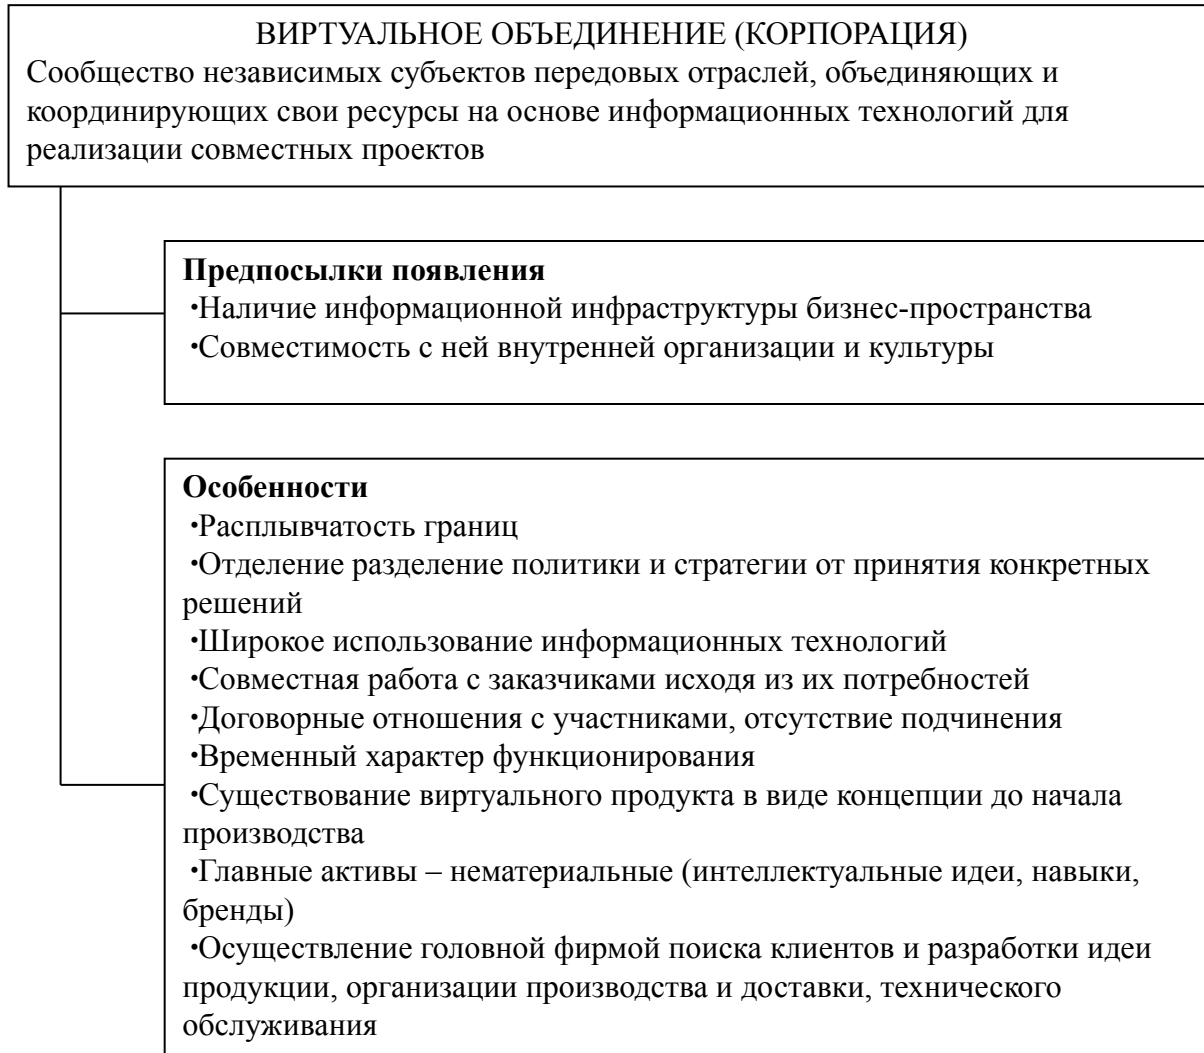 ВИРТУАЛЬНОЕ ОБЪЕДИНЕНИЕ (КОРПОРАЦИЯ)
Сообщество независимых субъектов передовых отраслей, объединяющих и
координирующих свои ресурсы на основе информационных технологий для
реализации совместных проектов
Предпосылки появления
·Наличие информационной инфраструктуры бизнес-пространства
·Совместимость с ней внутренней организации и культуры
Особенности
·Расплывчатость границ
·Отделение разделение политики и стратегии от принятия конкретных
решений
·Широкое использование информационных технологий
·Совместная работа с заказчиками исходя из их потребностей
·Договорные отношения с участниками, отсутствие подчинения
·Временный характер функционирования
·Существование виртуального продукта в виде концепции до начала
производства
·Главные активы – нематериальные (интеллектуальные идеи, навыки,
бренды)
·Осуществление головной фирмой поиска клиентов и разработки идеи
продукции, организации производства и доставки, технического
обслуживания